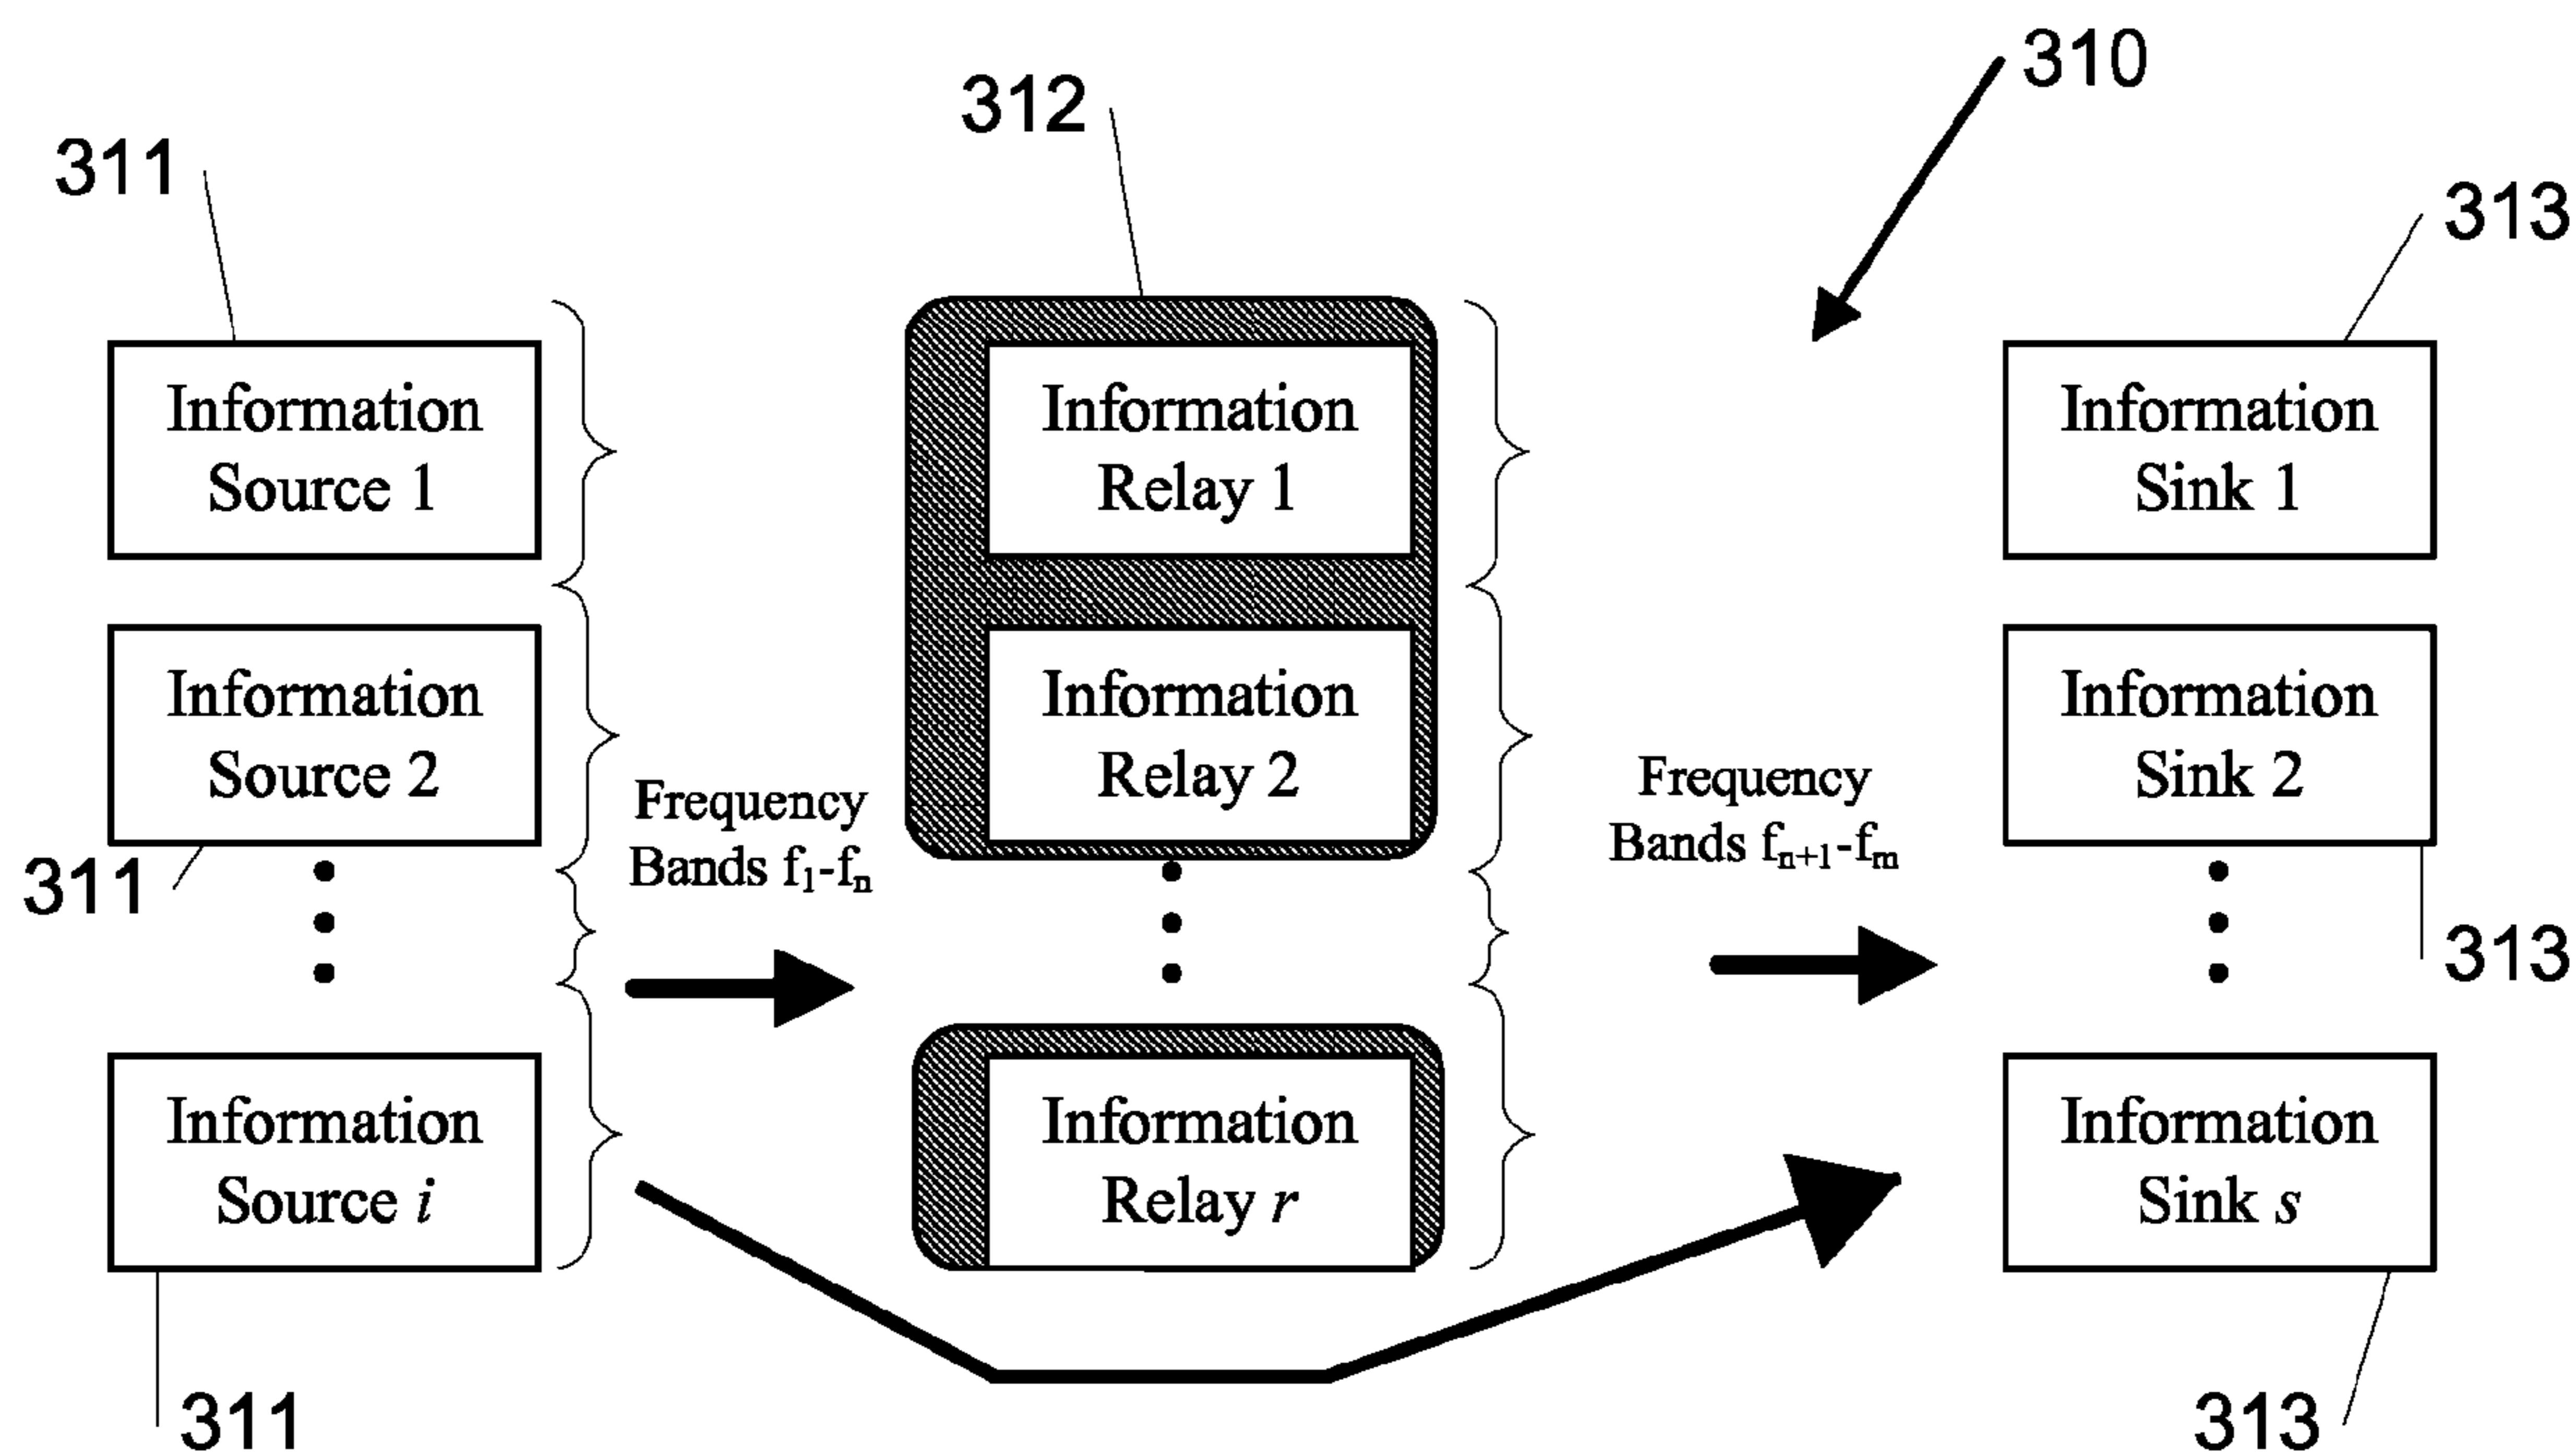 310
312
311
313
Information
Source 1
Information
Relay 1
Information
Sink 1
Information
Source 2
Information
Relay 2
Information
Sink 2
Frequency
Bands f₁-fₙ
Frequency
Bands fₙ₊₁-fₘ
311
313
Information
Source i
Information
Relay r
Information
Sink s
311
313